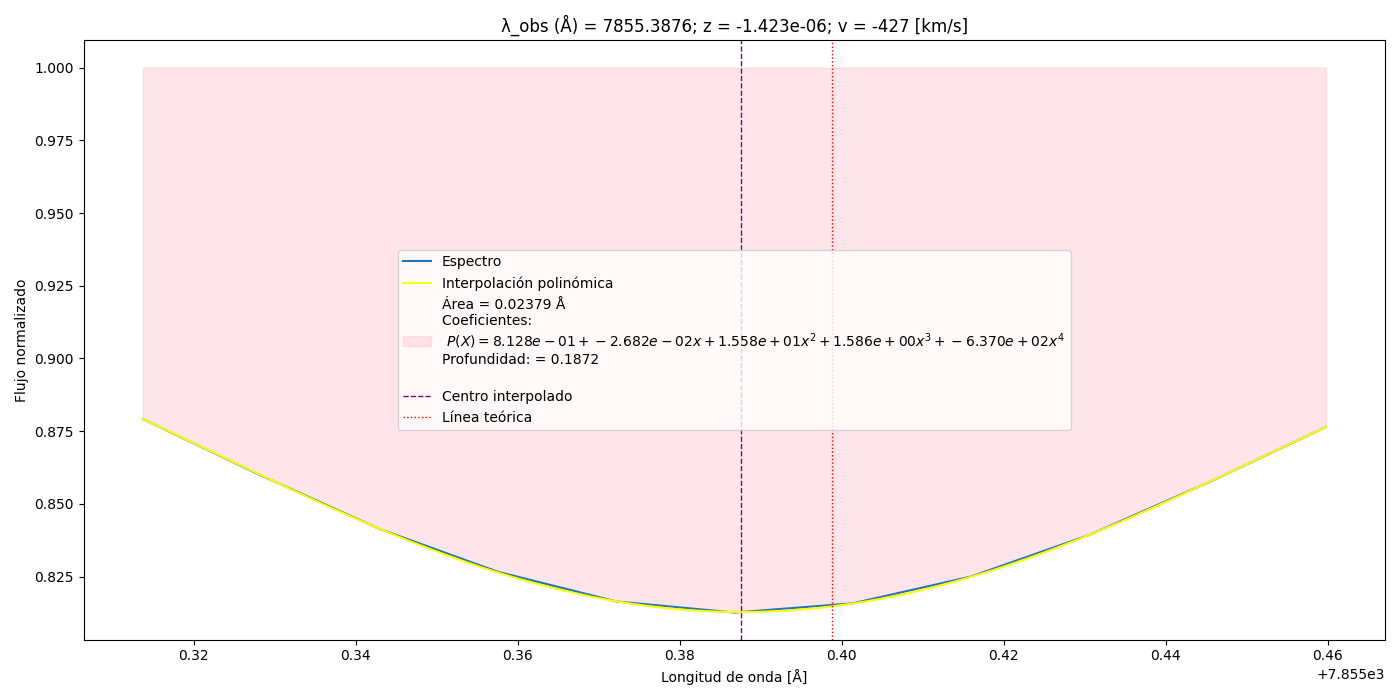 λ_obs (Å) = 7855.3876; z = -1.423e-06; v = -427 [km/s]
1.000
0.975
0.950
0.925
0.900
0.875
0.850
0.825
Flujo normalizado
Espectro
Interpolación polinómica
Área = 0.02379 Å
Coeficientes:
P(X) = 8.128e − 01 + − 2.682e − 02x + 1.558e + 01x² + 1.586e + 00x³ + − 6.370e + 02x⁴
Profundidad: = 0.1872
Centro interpolado
Línea teórica
0.32 0.34 0.36 0.38 0.40 0.42 0.44 0.46
+7.855e3
Longitud de onda [Å]